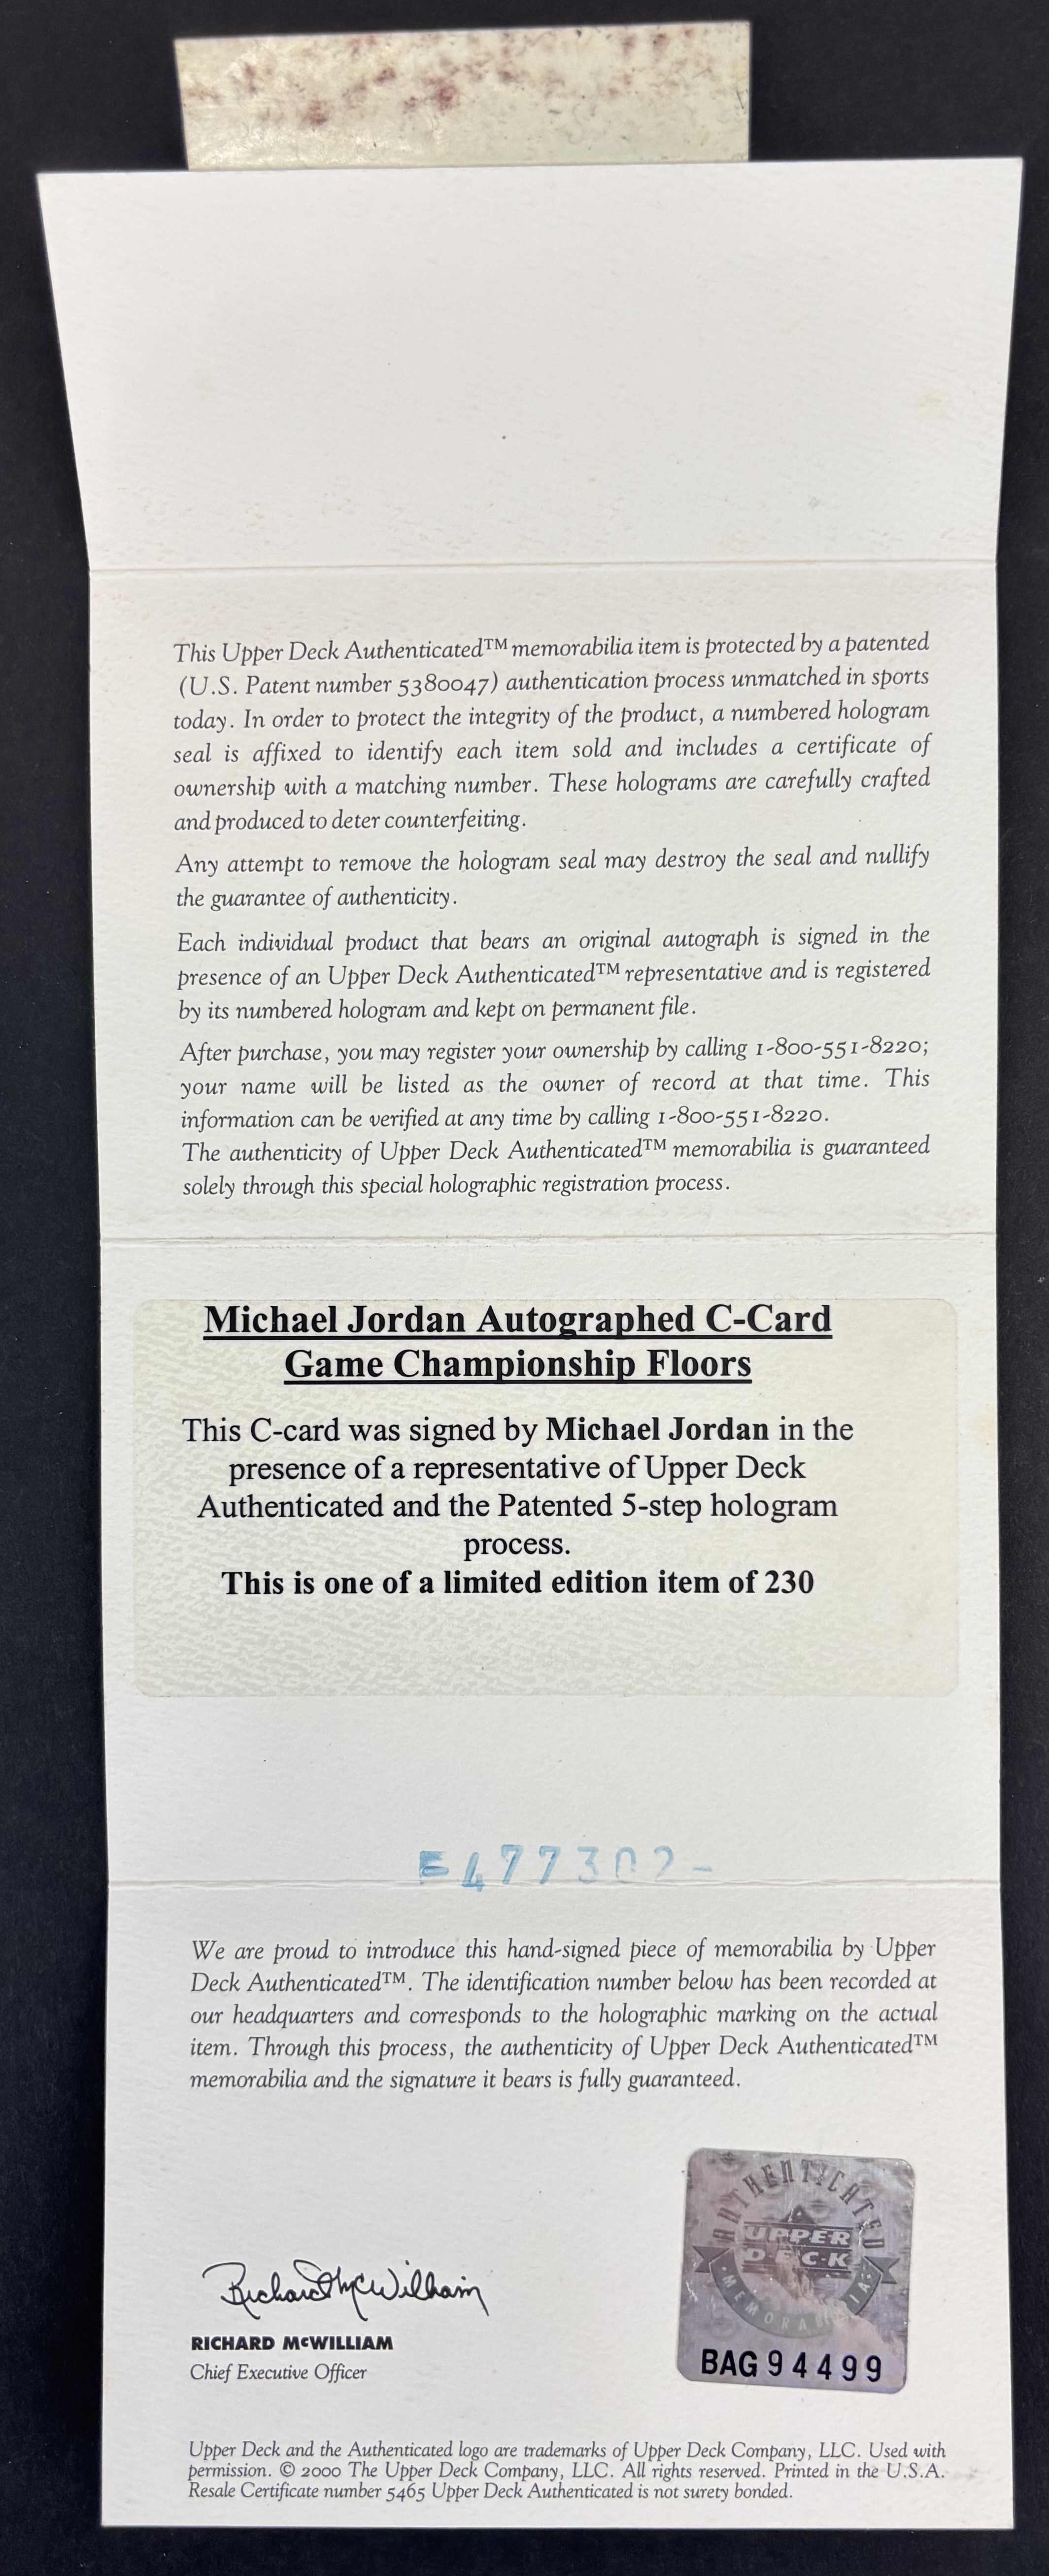 This Upper Deck Authenticated™ memorabilia item is protected by a patented
(U.S. Patent number 5380047) authentication process unmatched in sports
today. In order to protect the integrity of the product, a numbered hologram
seal is affixed to identify each item sold and includes a certificate of
ownership with a matching number. These holograms are carefully crafted
and produced to deter counterfeiting.
Any attempt to remove the hologram seal may destroy the seal and nullify
the guarantee of authenticity.
Each individual product that bears an original autograph is signed in the
presence of an Upper Deck Authenticated™ representative and is registered
by its numbered hologram and kept on permanent file.
After purchase, you may register your ownership by calling 1-800-551-8220;
your name will be listed as the owner of record at that time. This
information can be verified at any time by calling 1-800-551-8220.
The authenticity of Upper Deck Authenticated™ memorabilia is guaranteed
solely through this special holographic registration process.
Michael Jordan Autographed C-Card
Game Championship Floors
This C-card was signed by Michael Jordan in the
presence of a representative of Upper Deck
Authenticated and the Patented 5-step hologram
process.
This is one of a limited edition item of 230
E477302-
We are proud to introduce this hand-signed piece of memorabilia by Upper
Deck Authenticated™. The identification number below has been recorded at
our headquarters and corresponds to the holographic marking on the actual
item. Through this process, the authenticity of Upper Deck Authenticated™
memorabilia and the signature it bears is fully guaranteed.
AUTHENTICATED
UPPER
DECK
MEMORABILIA
BAG94499
Richard McWilliam
RICHARD McWILLIAM
Chief Executive Officer
Upper Deck and the Authenticated logo are trademarks of Upper Deck Company, LLC. Used with
permission. © 2000 The Upper Deck Company, LLC. All rights reserved. Printed in the U.S.A.
Resale Certificate number 5465 Upper Deck Authenticated is not surety bonded.